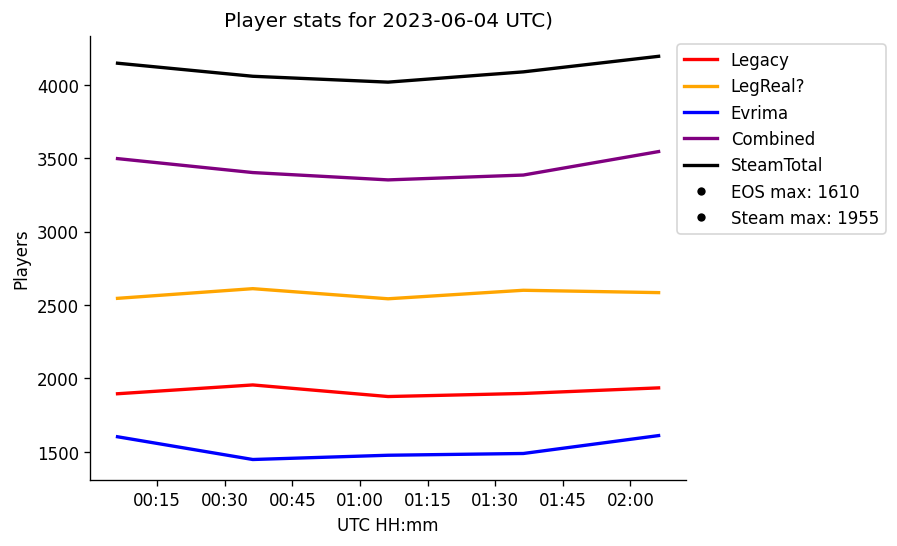 Player stats for 2023-06-04 UTC)
Legacy
LegReal?
Evrima
Combined
SteamTotal
EOS max: 1610
Steam max: 1955
Players
4000
3500
3000
2500
2000
1500
00:15 00:30 00:45 01:00 01:15 01:30 01:45 02:00
UTC HH:mm